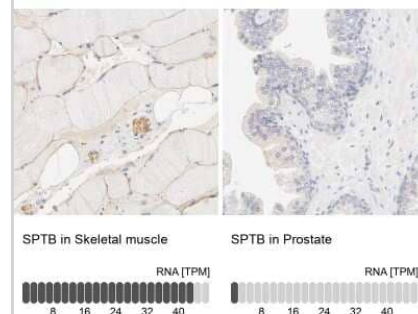 SPTB in Skeletal muscle
SPTB in Prostate
RNA [TPM]
RNA [TPM]
8 16 24 32 40
8 16 24 32 40